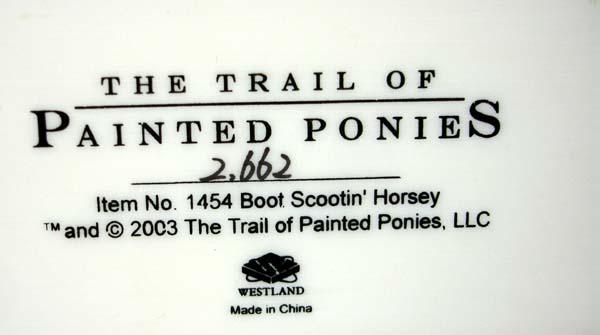 THE TRAIL OF
PAINTED PONIES
2,662
Item No. 1454 Boot Scootin' Horsey
™ and © 2003 The Trail of Painted Ponies, LLC
WESTLAND
Made in China